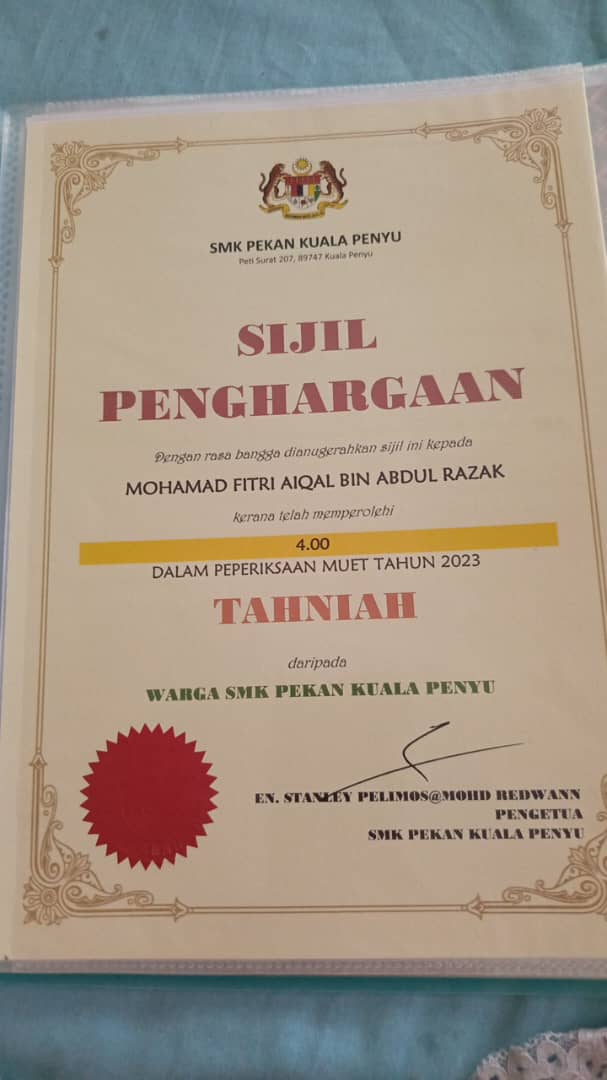 SMK PEKAN KUALA PENYU
Peti Surat 207, 89747 Kuala Penyu
SIJIL
PENGHARGAAN
Dengan rasa bangga dianugerahkan sijil ini kepada
MOHAMAD FITRI AIQAL BIN ABDUL RAZAK
kerana telah memperolehi
4.00
DALAM PEPERIKSAAN MUET TAHUN 2023
TAHNIAH
daripada
WARGA SMK PEKAN KUALA PENYU
EN. STANLEY PELIMOS@MOHD REDWANN
PENGETUA
SMK PEKAN KUALA PENYU